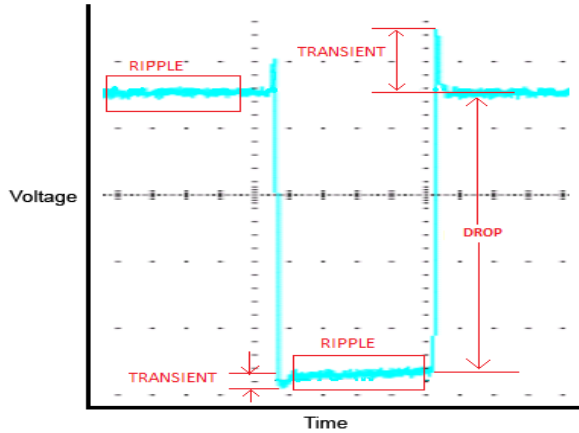 TRANSIENT
RIPPLE
Voltage
DROP
RIPPLE
TRANSIENT
Time